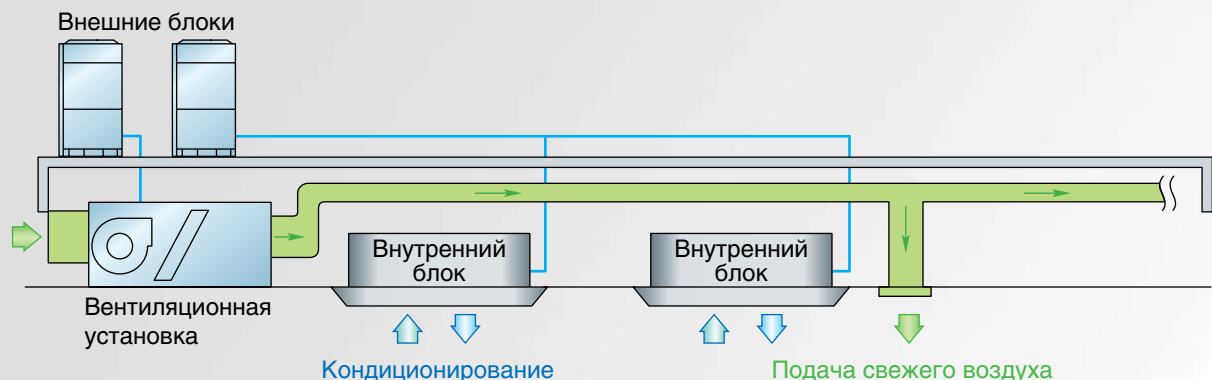 Внешние блоки
Внутренний
блок
Внутренний
блок
Вентиляционная
установка
Кондиционирование
Подача свежего воздуха